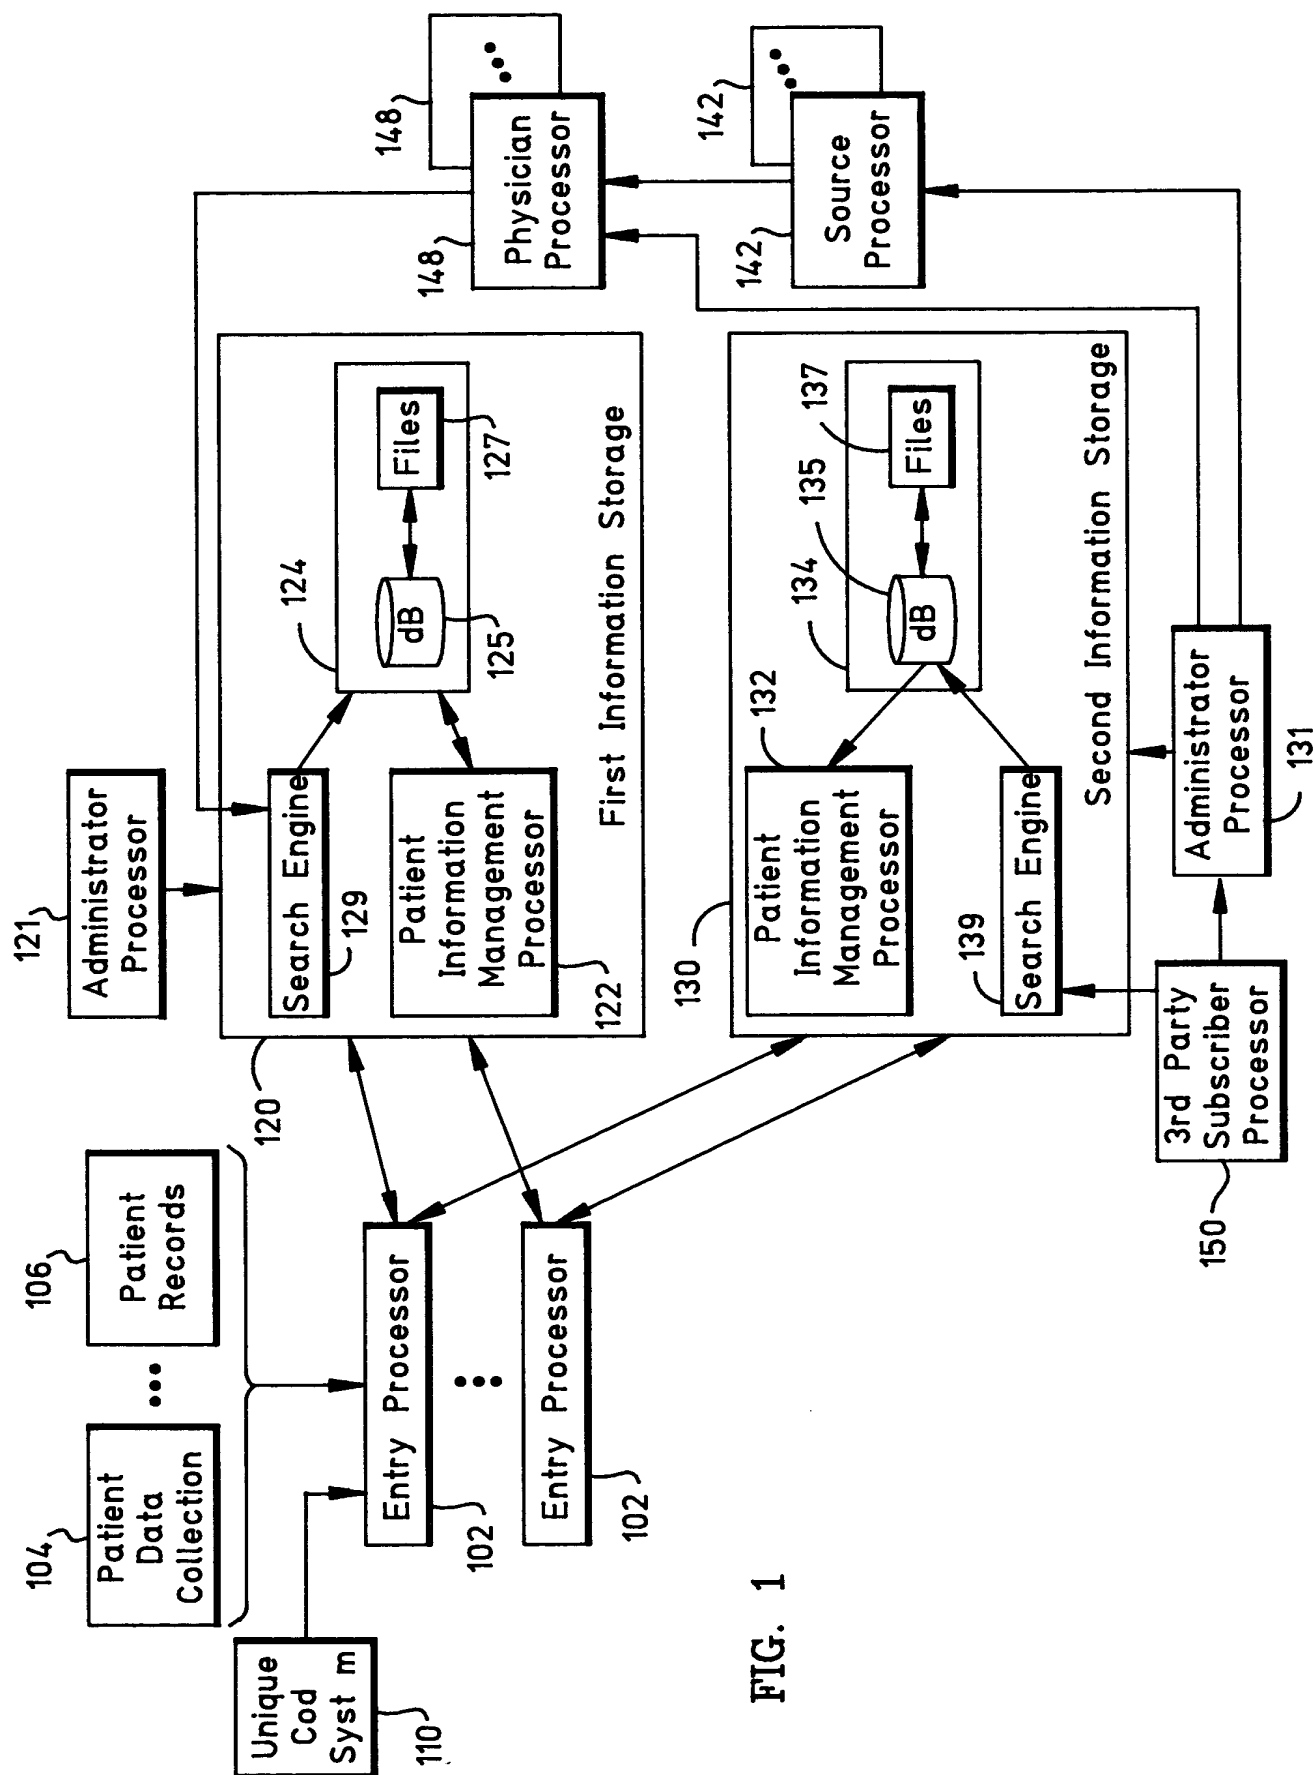 104
Patient
Data
Collection
106
Patient
Records
Unique
Cod
Syst m
110
Entry Processor
102
Entry Processor
102
121
Administrator
Processor
120
Search Engine
129
Patient
Information
Management
Processor
122
124
dB
125
Files
127
First Information Storage
130
Patient
Information
Management
Processor
132
Search Engine
139
134
135
dB
137
Files
Second Information Storage
148
148
Physician
Processor
142
142
Source
Processor
3rd Party
Subscriber
Processor
150
Administrator
Processor
131
FIG. 1